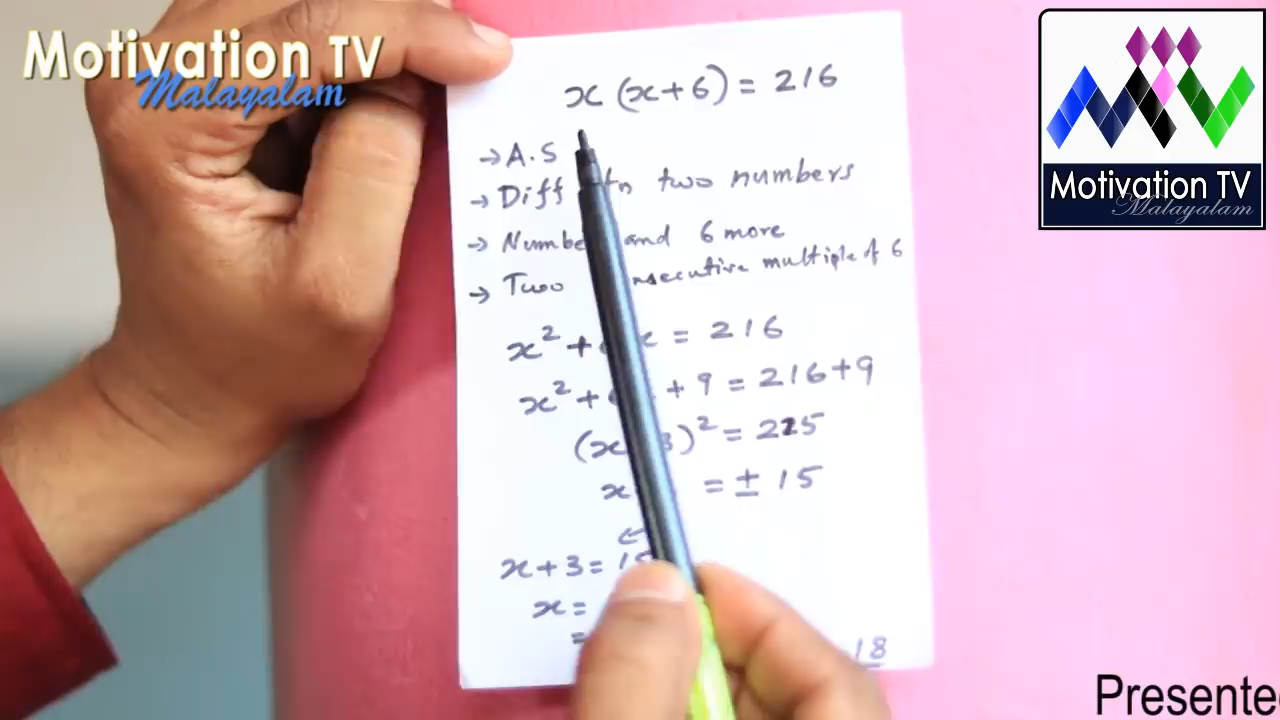 Motivation TV
Malayalam
x (x+6) = 216
→ A.S
→ Diff two numbers
→ and 6 more
→ Two multiple of 6
x² + = 216
x² + + 9 = 216+9
)² = 225
x = ± 15
x+3 =
x =
=
18
Motivation TV
Malayalam
Presente